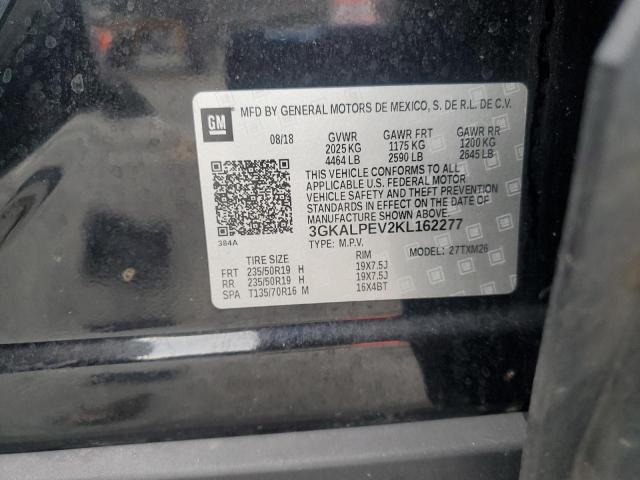 GM
MFD BY GENERAL MOTORS DE MEXICO, S. DE R.L. DE C.V.
08/18 GVWR GAWR FRT GAWR RR
2025 KG 1175 KG 1200 KG
4464 LB 2590 LB 2645 LB
THIS VEHICLE CONFORMS TO ALL
APPLICABLE U.S. FEDERAL MOTOR
VEHICLE SAFETY AND THEFT PREVENTION
STANDARDS IN EFFECT ON THE DATE OF
MANUFACTURE SHOWN ABOVE.
3GKALPEV2KL162277
384A
TYPE: M.P.V. MODEL: 27TXM26
TIRE SIZE RIM
FRT 235/50R19 H 19X7.5J
RR 235/50R19 H 19X7.5J
SPA T135/70R16 M 16X4BT